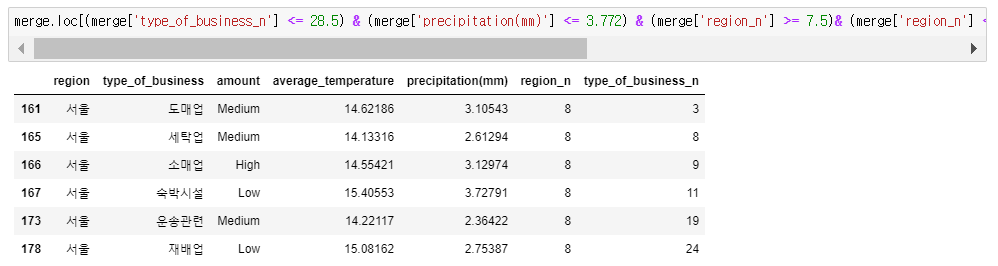 merge.loc[(merge['type_of_business_n'] <= 28.5) & (merge['precipitation(mm)'] <= 3.772) & (merge['region_n'] >= 7.5)& (merge['region_n'] <
region type_of_business amount average_temperature precipitation(mm) region_n type_of_business_n
161 서울 도매업 Medium 14.62186 3.10543 8 3
165 서울 세탁업 Medium 14.13316 2.61294 8 8
166 서울 소매업 High 14.55421 3.12974 8 9
167 서울 숙박시설 Low 15.40553 3.72791 8 11
173 서울 운송관련 Medium 14.22117 2.36422 8 19
178 서울 재배업 Low 15.08162 2.75387 8 24